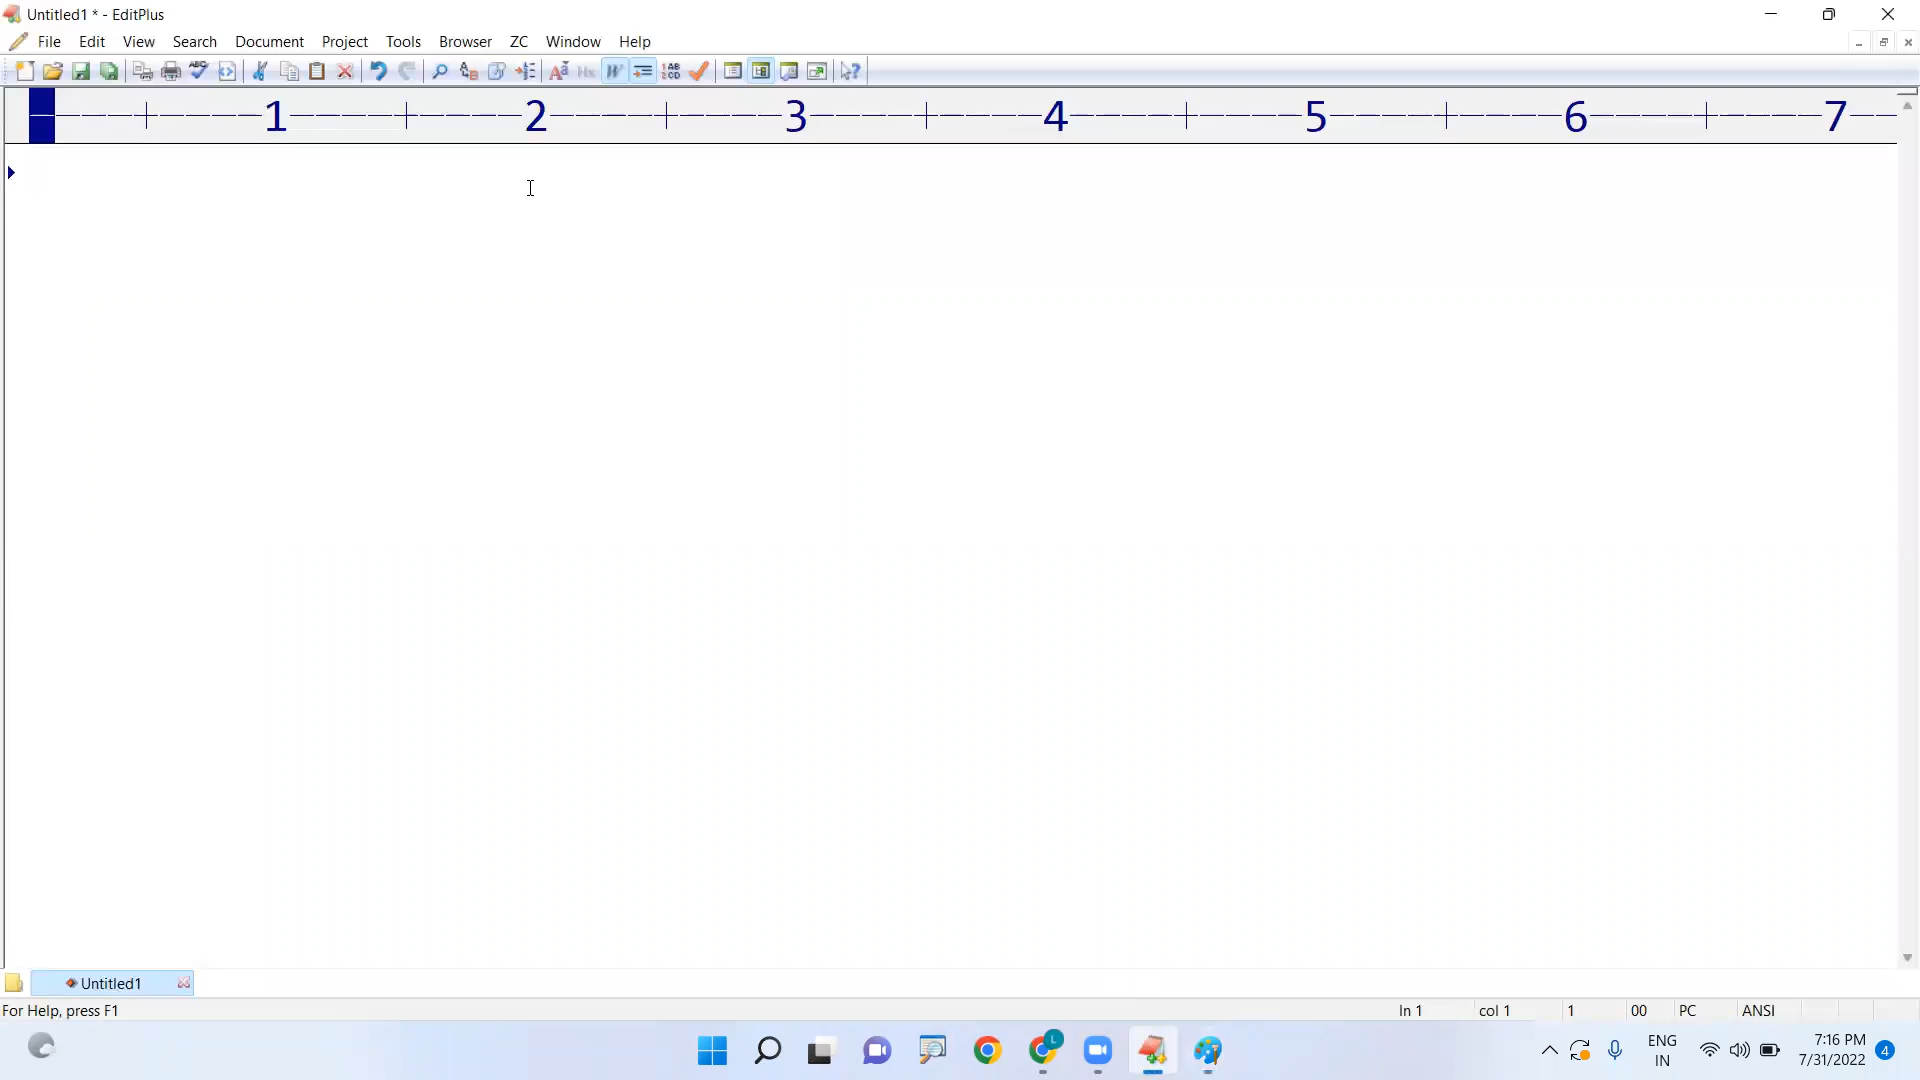 Untitled1 * - EditPlus
File Edit View Search Document Project Tools Browser ZC Window Help
1 2 3 4 5 6 7
Untitled1
For Help, press F1 ln 1 col 1 1 00 PC ANSI
L
ENG
IN
7:16 PM
7/31/2022
4